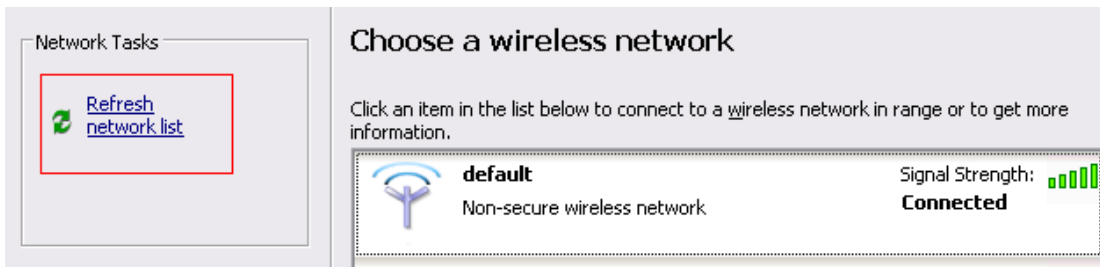 Network Tasks
Refresh
network list
Choose a wireless network
Click an item in the list below to connect to a wireless network in range or to get more
information.
default
Signal Strength:
Non-secure wireless network
Connected